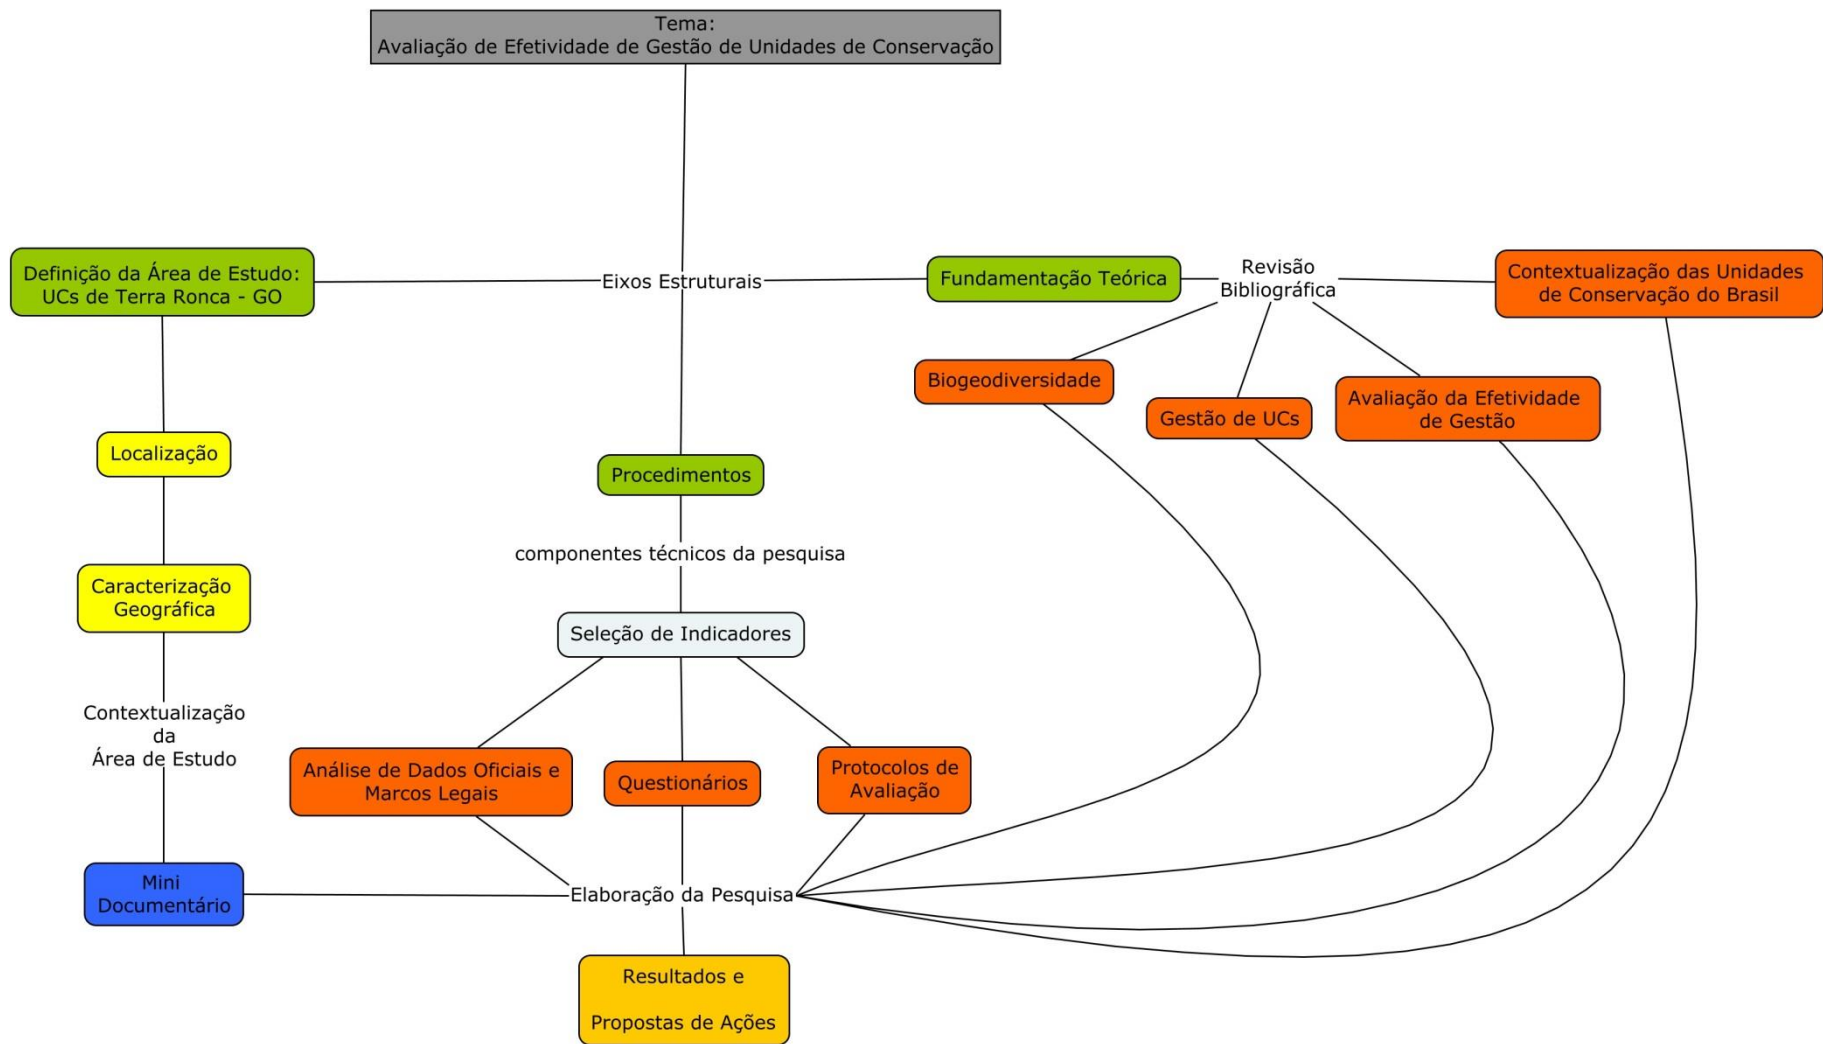 Tema:
Avaliação de Efetividade de Gestão de Unidades de Conservação
Definição da Área de Estudo:
UCs de Terra Ronca - GO
Eixos Estruturais
Fundamentação Teórica
Revisão
Bibliográfica
Contextualização das Unidades
de Conservação do Brasil
Biogeodiversidade
Gestão de UCs
Avaliação da Efetividade
de Gestão
Localização
Procedimentos
componentes técnicos da pesquisa
Caracterização
Geográfica
Seleção de Indicadores
Contextualização
da
Área de Estudo
Análise de Dados Oficiais e
Marcos Legais
Questionários
Protocolos de
Avaliação
Mini
Documentário
Elaboração da Pesquisa
Resultados e
Propostas de Ações